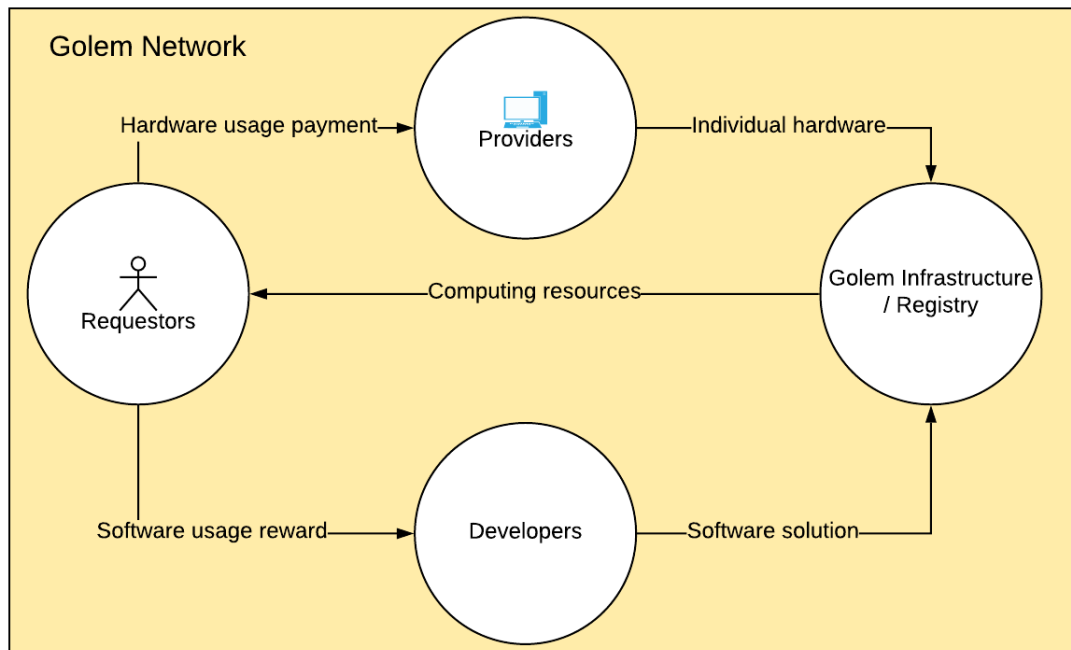 Golem Network
Hardware usage payment
Providers
Individual hardware
Requestors
Computing resources
Golem Infrastructure
/ Registry
Software usage reward
Developers
Software solution